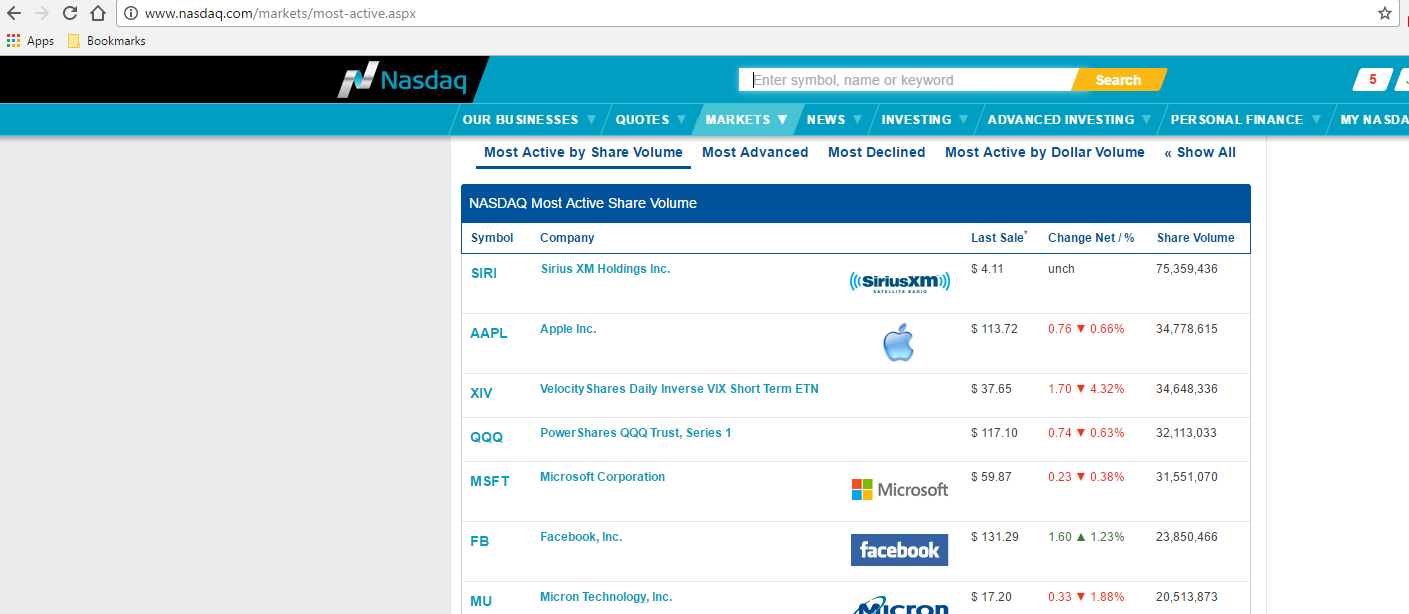 www.nasdaq.com/markets/most-active.aspx
Apps Bookmarks
Nasdaq Enter symbol, name or keyword Search 5
OUR BUSINESSES ▼ QUOTES ▼ MARKETS ▼ NEWS ▼ INVESTING ▼ ADVANCED INVESTING ▼ PERSONAL FINANCE ▼ MY NASDA
Most Active by Share Volume Most Advanced Most Declined Most Active by Dollar Volume « Show All
NASDAQ Most Active Share Volume
Symbol Company Last Sale* Change Net / % Share Volume
SIRI Sirius XM Holdings Inc. ((SiriusXM)) $ 4.11 unch 75,359,436
SATELLITE RADIO
AAPL Apple Inc. $ 113.72 0.76 ▼ 0.66% 34,778,615
XIV VelocityShares Daily Inverse VIX Short Term ETN $ 37.65 1.70 ▼ 4.32% 34,648,336
QQQ PowerShares QQQ Trust, Series 1 $ 117.10 0.74 ▼ 0.63% 32,113,033
MSFT Microsoft Corporation Microsoft $ 59.87 0.23 ▼ 0.38% 31,551,070
FB Facebook, Inc. facebook $ 131.29 1.60 ▲ 1.23% 23,850,466
MU Micron Technology, Inc. Micron $ 17.20 0.33 ▼ 1.88% 20,513,873